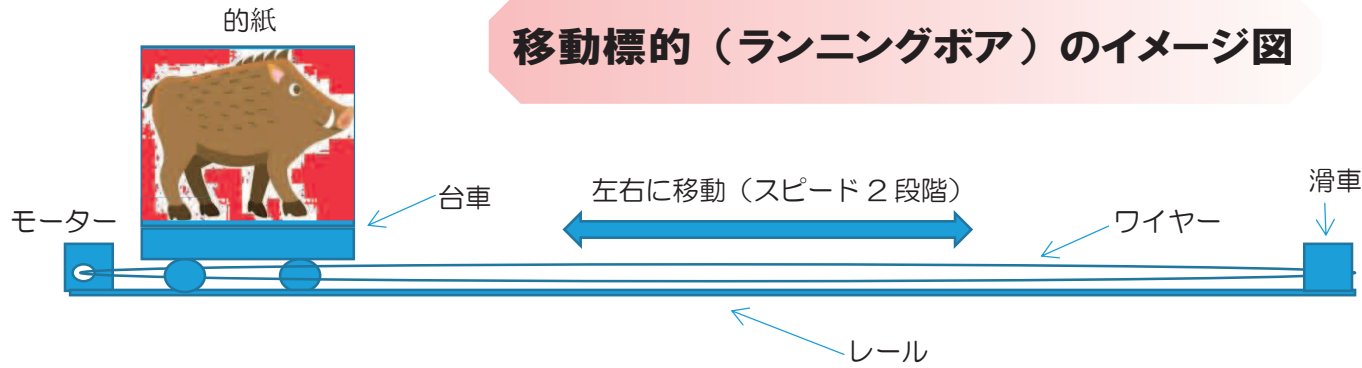 的紙
移動標的（ランニングボア）のイメージ図
台車
左右に移動（スピード２段階）
滑車
モーター
ワイヤー
レール